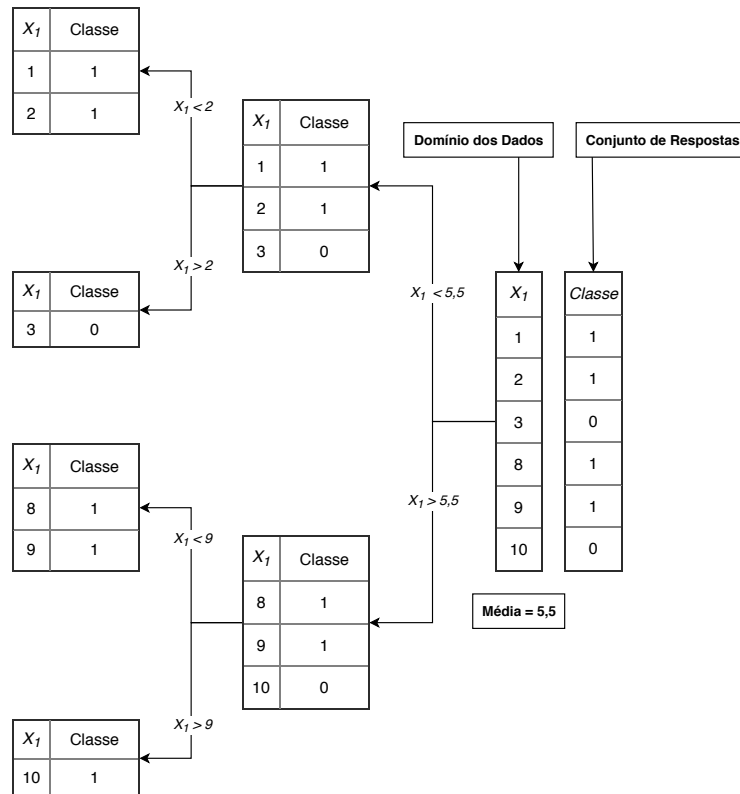 X1 Classe
1 1
2 1
X1 < 2
X1 Classe
1 1
2 1
3 0
Domínio dos Dados
Conjunto de Respostas
X1 > 2
X1 Classe
3 0
X1 < 5,5
X1
1
2
3
8
9
10
Classe
1
1
0
1
1
0
X1 > 5,5
Média = 5,5
X1 Classe
8 1
9 1
X1 < 9
X1 Classe
8 1
9 1
10 0
X1 > 9
X1 Classe
10 1